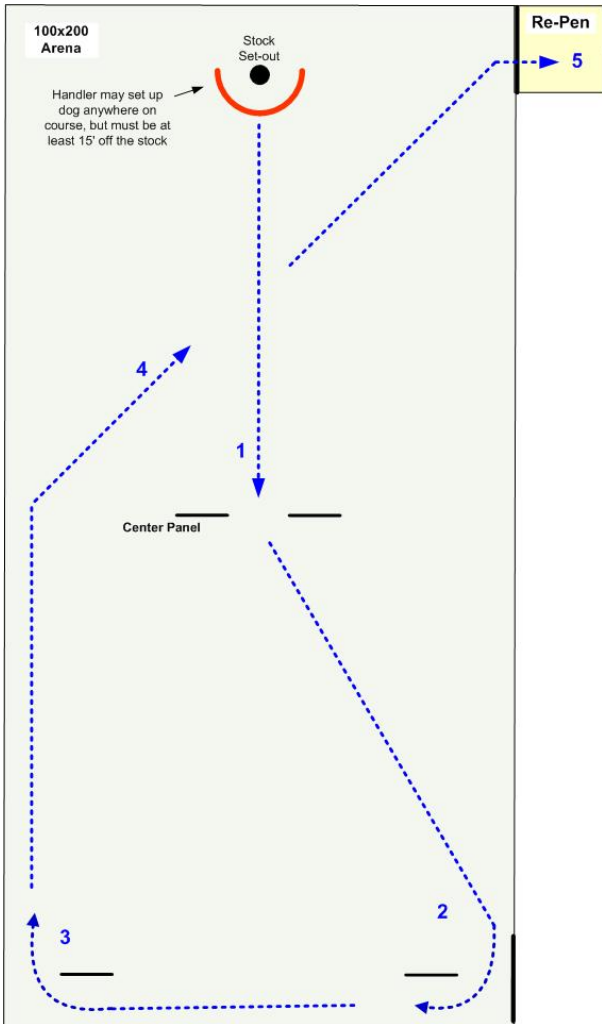 100x200
Arena
Stock
Set-out
Re-Pen
5
Handler may set up
dog anywhere on
course, but must be at
least 15' off the stock
4
1
Center Panel
2
3